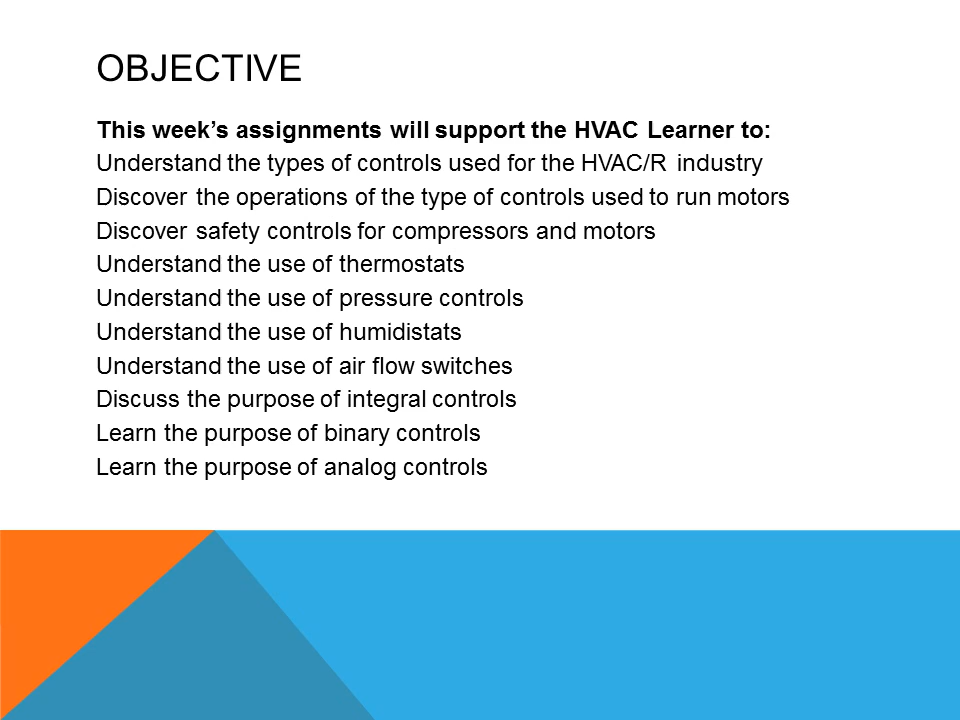 OBJECTIVE
This week’s assignments will support the HVAC Learner to:
Understand the types of controls used for the HVAC/R industry
Discover the operations of the type of controls used to run motors
Discover safety controls for compressors and motors
Understand the use of thermostats
Understand the use of pressure controls
Understand the use of humidistats
Understand the use of air flow switches
Discuss the purpose of integral controls
Learn the purpose of binary controls
Learn the purpose of analog controls